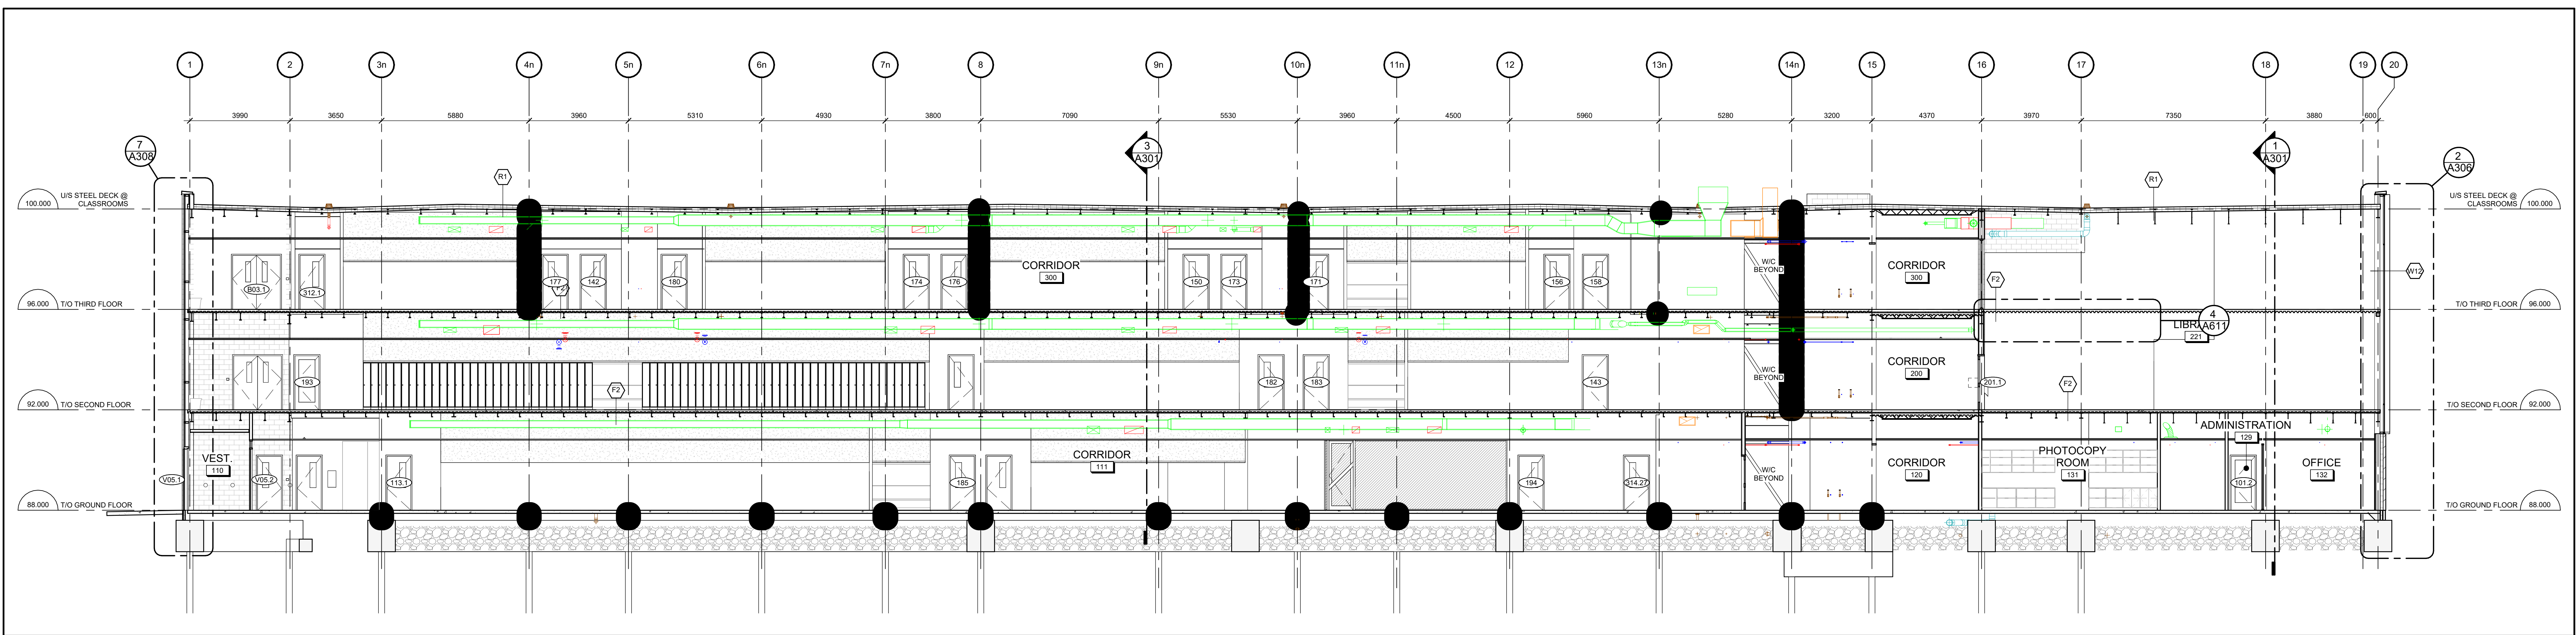 1 2 3n 4n 5n 6n 7n 8 9n 10n 11n 12 13n 14n 15 16 17 18 19 20
3990 3650 5880 3960 5310 4930 3800 7090 5530 3960 4500 5960 5280 3200 4370 3970 7350 3880 600
7
A308
3
A301
1
A301
2
A306
R1
R1
100.000
U/S STEEL DECK @
CLASSROOMS
U/S STEEL DECK @
CLASSROOMS
100.000
W/C
BEYOND
CORRIDOR
300
CORRIDOR
300
W12
F2
B03.1
312.1
177
142
180
174
176
150
173
171
156
158
F2
96.000
T/O THIRD FLOOR
T/O THIRD FLOOR
96.000
4
A611
221
W/C
BEYOND
CORRIDOR
200
193
F2
182
183
143
201.1
F2
92.000
T/O SECOND FLOOR
T/O SECOND FLOOR
92.000
ADMINISTRATION
129
VEST.
110
CORRIDOR
111
W/C
BEYOND
CORRIDOR
120
PHOTOCOPY
ROOM
131
OFFICE
132
V05.1
V05.2
113.1
185
194
314.27
101.2
88.000
T/O GROUND FLOOR
T/O GROUND FLOOR
88.000